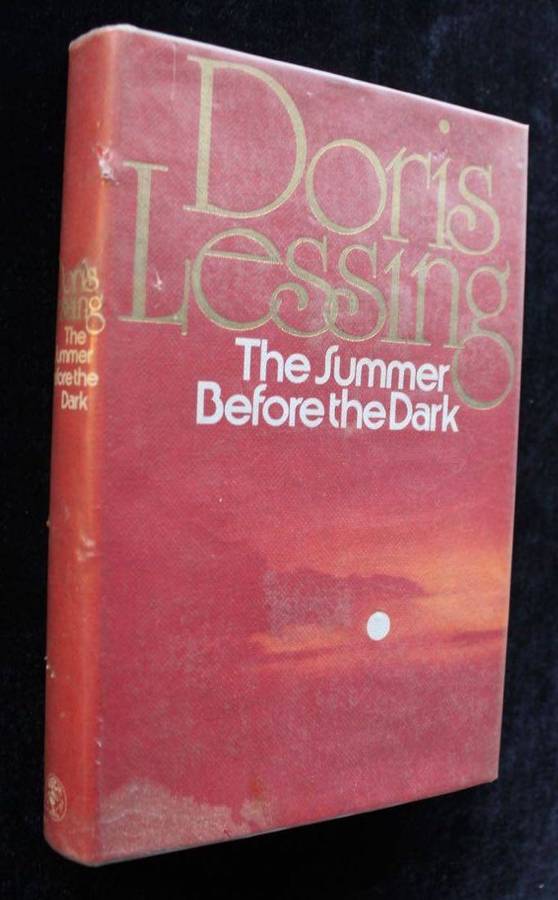 Doris
Lessing
The Summer
Before the Dark
Doris
Lessing
The
Summer
Before the
Dark